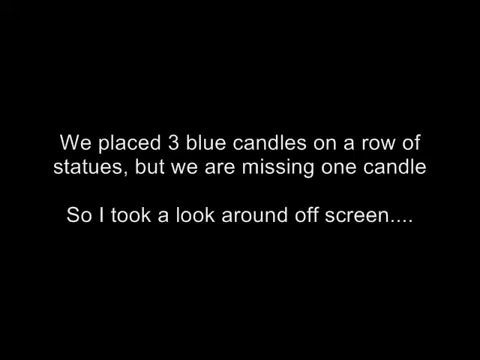 We placed 3 blue candles on a row of
statues, but we are missing one candle
So I took a look around off screen....